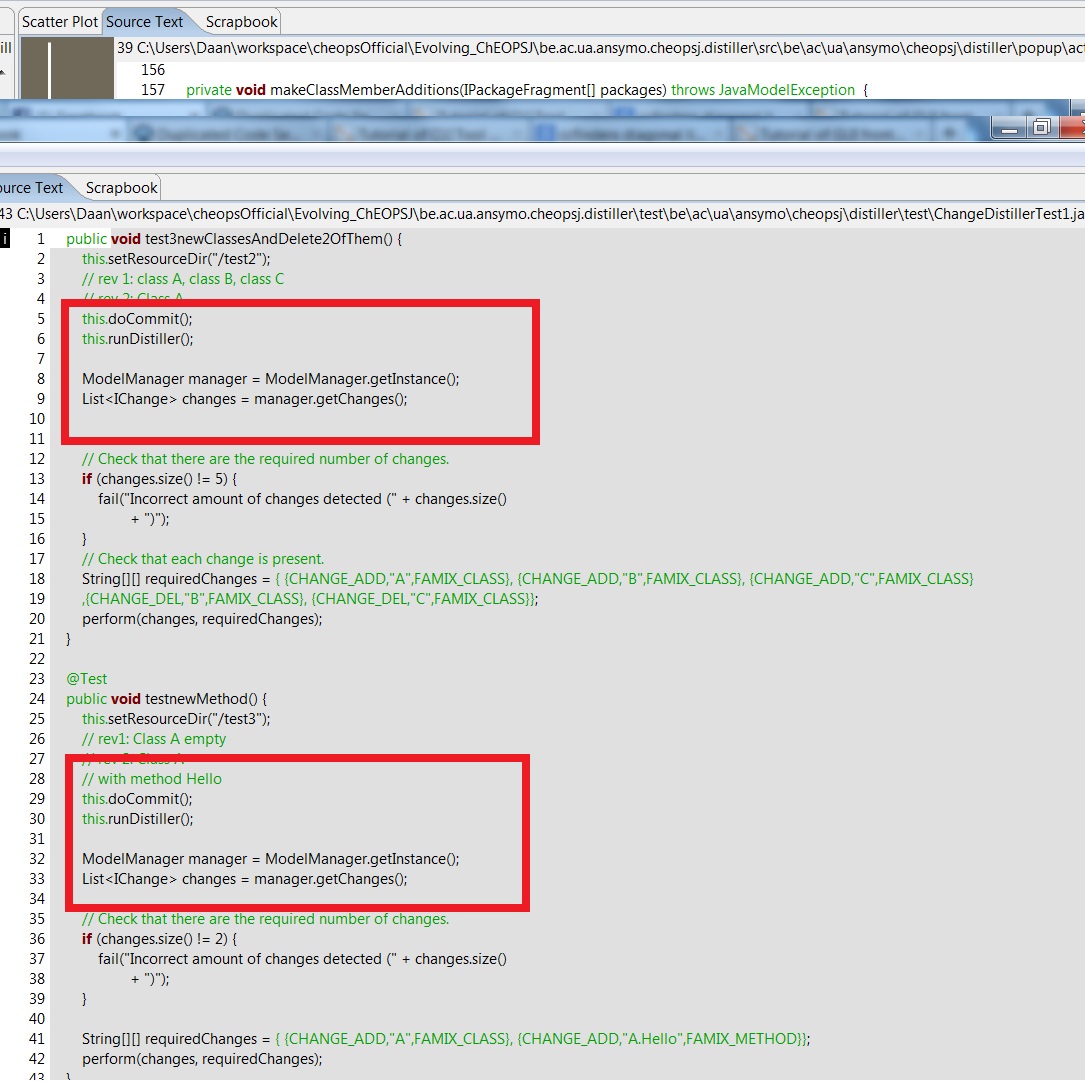 Scatter Plot Source Text Scrapbook
ill
39 C:\Users\Daan\workspace\cheopsOfficial\Evolving_ChEOPSJ\be.ac.ua.ansymo.cheopsj.distiller\src\be\ac\ua\ansymo\cheopsj\distiller\popup\act
156
157 private void makeClassMemberAdditions(IPackageFragment[] packages) throws JavaModelException {
ource Text Scrapbook
43 C:\Users\Daan\workspace\cheopsOfficial\Evolving_ChEOPSJ\be.ac.ua.ansymo.cheopsj.distiller\test\be\ac\ua\ansymo\cheopsj\distiller\test\ChangeDistillerTest1.ja
i
1 public void test3newClassesAndDelete2OfThem() {
2 this.setResourceDir("/test2");
3 // rev 1: class A, class B, class C
4 // rev 2: Class A
5 this.doCommit();
6 this.runDistiller();
7
8 ModelManager manager = ModelManager.getInstance();
9 List<IChange> changes = manager.getChanges();
10
11
12 // Check that there are the required number of changes.
13 if (changes.size() != 5) {
14 fail("Incorrect amount of changes detected (" + changes.size()
15 + ")");
16 }
17 // Check that each change is present.
18 String[][] requiredChanges = { {CHANGE_ADD,"A",FAMIX_CLASS}, {CHANGE_ADD,"B",FAMIX_CLASS}, {CHANGE_ADD,"C",FAMIX_CLASS}
19 ,{CHANGE_DEL,"B",FAMIX_CLASS}, {CHANGE_DEL,"C",FAMIX_CLASS}};
20 perform(changes, requiredChanges);
21 }
22
23 @Test
24 public void testnewMethod() {
25 this.setResourceDir("/test3");
26 // rev1: Class A empty
27 // rev 2: Class A
28 // with method Hello
29 this.doCommit();
30 this.runDistiller();
31
32 ModelManager manager = ModelManager.getInstance();
33 List<IChange> changes = manager.getChanges();
34
35 // Check that there are the required number of changes.
36 if (changes.size() != 2) {
37 fail("Incorrect amount of changes detected (" + changes.size()
38 + ")");
39 }
40
41 String[][] requiredChanges = { {CHANGE_ADD,"A",FAMIX_CLASS}, {CHANGE_ADD,"A.Hello",FAMIX_METHOD}};
42 perform(changes, requiredChanges);
43 }